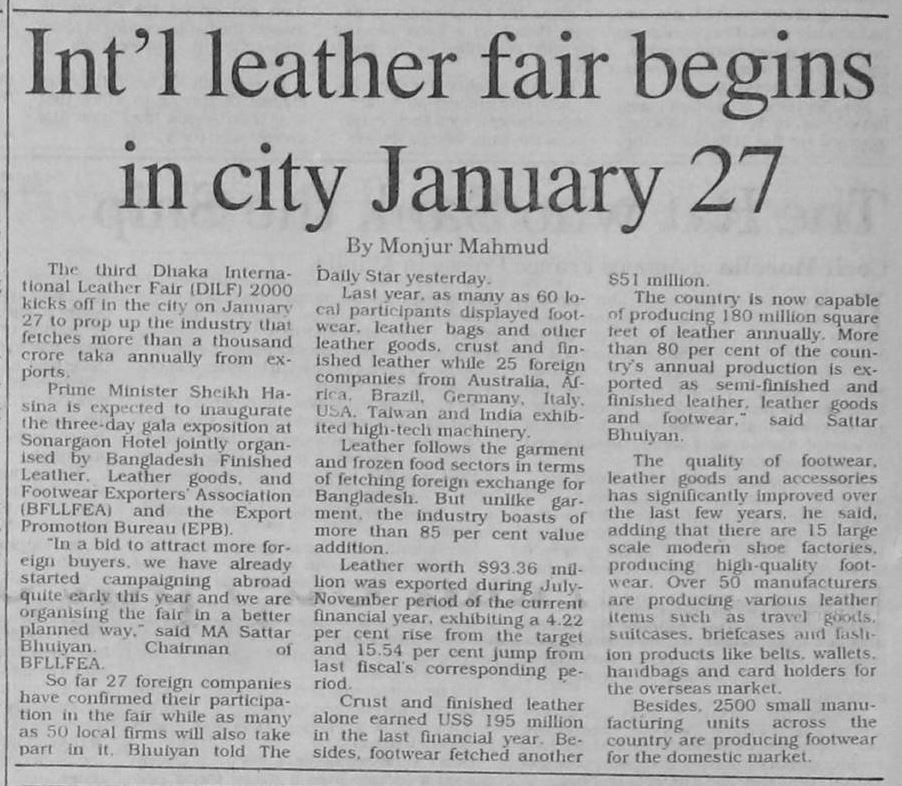 Int'l leather fair begins
in city January 27
By Monjur Mahmud
The third Dhaka Interna-
tional Leather Fair (DILF) 2000
kicks off in the city on January
27 to prop up the industry that
fetches more than a thousand
crore taka annually from ex-
ports.
Prime Minister Sheikh Ha-
sina is expected to inaugurate
the three-day gala exposition at
Sonargaon Hotel jointly organ-
ised by Bangladesh Finished
Leather, Leather goods, and
Footwear Exporters' Association
(BFLLFEA) and the Export
Promotion Bureau (EPB).
"In a bid to attract more for-
eign buyers, we have already
started campaigning abroad
quite early this year and we are
organising the fair in a better
planned way," said MA Sattar
Bhuiyan, Chairman of
BFLLFEA.
So far 27 foreign companies
have confirmed their participa-
tion in the fair while as many
as 50 local firms will also take
part in it, Bhuiyan told The
Daily Star yesterday.
Last year, as many as 60 lo-
cal participants displayed foot-
wear, leather bags and other
leather goods, crust and fin-
ished leather while 25 foreign
companies from Australia, Af-
rica, Brazil, Germany, Italy,
USA, Taiwan and India exhib-
ited high-tech machinery.
Leather follows the garment
and frozen food sectors in terms
of fetching foreign exchange for
Bangladesh. But unlike gar-
ment, the industry boasts of
more than 85 per cent value
addition.
Leather worth $93.36 mil-
lion was exported during July-
November period of the current
financial year, exhibiting a 4.22
per cent rise from the target
and 15.54 per cent jump from
last fiscal's corresponding pe-
riod.
Crust and finished leather
alone earned US$ 195 million
in the last financial year. Be-
sides, footwear fetched another
$51 million.
The country is now capable
of producing 180 million square
feet of leather annually. More
than 80 per cent of the coun-
try's annual production is ex-
ported as semi-finished and
finished leather, leather goods
and footwear," said Sattar
Bhuiyan.
The quality of footwear,
leather goods and accessories
has significantly improved over
the last few years, he said,
adding that there are 15 large
scale modern shoe factories,
producing high-quality foot-
wear. Over 50 manufacturers
are producing various leather
items such as travel goods,
suitcases, briefcases and fash-
ion products like belts, wallets,
handbags and card holders for
the overseas market.
Besides, 2500 small manu-
facturing units across the
country are producing footwear
for the domestic market.